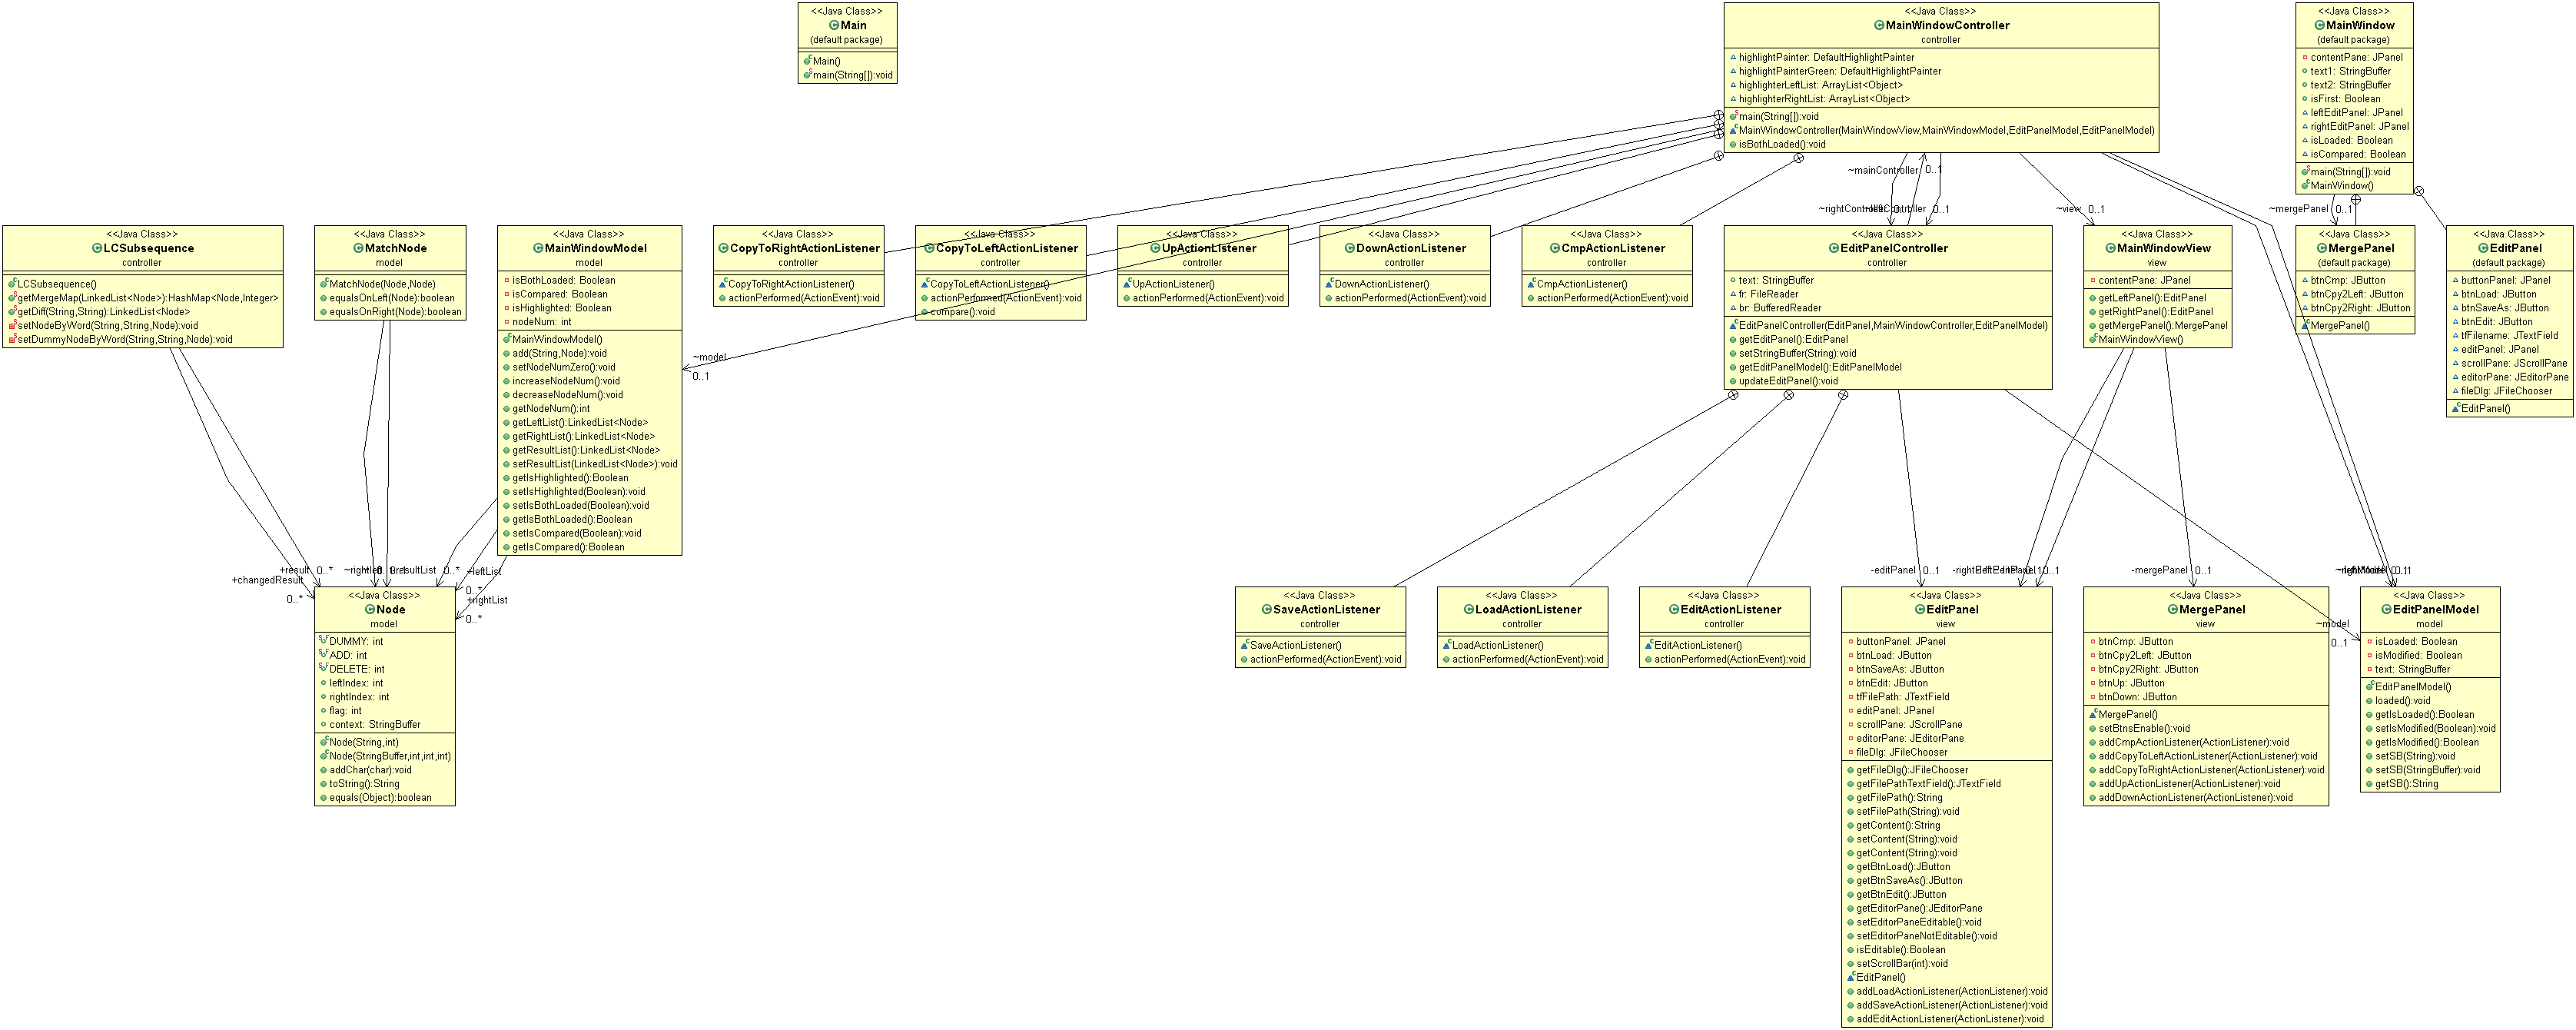 <<Java Class>>
Main
(default package)
Main()
main(String[]):void
<<Java Class>>
MainWindowController
controller
highlightPainter: DefaultHighlightPainter
highlightPainterGreen: DefaultHighlightPainter
highlighterLeftList: ArrayList<Object>
highlighterRightList: ArrayList<Object>
main(String[]):void
MainWindowController(MainWindowView,MainWindowModel,EditPanelModel,EditPanelModel)
isBothLoaded():void
<<Java Class>>
MainWindow
(default package)
contentPane: JPanel
text1: StringBuffer
text2: StringBuffer
isFirst: Boolean
leftEditPanel: JPanel
rightEditPanel: JPanel
isLoaded: Boolean
isCompared: Boolean
main(String[]):void
MainWindow()
~mainController
0..1
~rightController
0..1
~view
0..1
~mergePanel
0..1
<<Java Class>>
LCSubsequence
controller
LCSubsequence()
getMergeMap(LinkedList<Node>):HashMap<Node,Integer>
getDiff(String,String):LinkedList<Node>
setNodeByWord(String,String,Node):void
setDummyNodeByWord(String,String,Node):void
<<Java Class>>
MatchNode
model
MatchNode(Node,Node)
equalsOnLeft(Node):boolean
equalsOnRight(Node):boolean
<<Java Class>>
MainWindowModel
model
isBothLoaded: Boolean
isCompared: Boolean
isHighlighted: Boolean
nodeNum: int
MainWindowModel()
add(String,Node):void
setNodeNumZero():void
increaseNodeNum():void
decreaseNodeNum():void
getNodeNum():int
getLeftList():LinkedList<Node>
getRightList():LinkedList<Node>
getResultList():LinkedList<Node>
setResultList(LinkedList<Node>):void
getIsHighlighted():Boolean
setIsHighlighted(Boolean):void
setIsBothLoaded(Boolean):void
getIsBothLoaded():Boolean
setIsCompared(Boolean):void
getIsCompared():Boolean
~model
0..1
<<Java Class>>
CopyToRightActionListener
controller
CopyToRightActionListener()
actionPerformed(ActionEvent):void
<<Java Class>>
CopyToLeftActionListener
controller
CopyToLeftActionListener()
actionPerformed(ActionEvent):void
compare():void
<<Java Class>>
UpActionListener
controller
UpActionListener()
actionPerformed(ActionEvent):void
<<Java Class>>
DownActionListener
controller
DownActionListener()
actionPerformed(ActionEvent):void
<<Java Class>>
CmpActionListener
controller
CmpActionListener()
actionPerformed(ActionEvent):void
<<Java Class>>
EditPanelController
controller
text: StringBuffer
fr: FileReader
br: BufferedReader
EditPanelController(EditPanel,MainWindowController,EditPanelModel)
getEditPanel():EditPanel
setStringBuffer(String):void
getEditPanelModel():EditPanelModel
updateEditPanel():void
<<Java Class>>
MainWindowView
view
contentPane: JPanel
getLeftPanel():EditPanel
getRightPanel():EditPanel
getMergePanel():MergePanel
MainWindowView()
<<Java Class>>
MergePanel
(default package)
btnCmp: JButton
btnCpy2Left: JButton
btnCpy2Right: JButton
MergePanel()
<<Java Class>>
EditPanel
(default package)
buttonPanel: JPanel
btnLoad: JButton
btnSaveAs: JButton
btnEdit: JButton
tfFilename: JTextField
editPanel: JPanel
scrollPane: JScrollPane
editorPane: JEditorPane
fileDlg: JFileChooser
EditPanel()
+result 0..*
+changedResult
0..*
0..*
+leftList
0..*
+rightList
0..*
<<Java Class>>
Node
model
DUMMY: int
ADD: int
DELETE: int
leftIndex: int
rightIndex: int
flag: int
context: StringBuffer
Node(String,int)
Node(StringBuffer,int,int,int)
addChar(char):void
toString():String
equals(Object):boolean
<<Java Class>>
SaveActionListener
controller
SaveActionListener()
actionPerformed(ActionEvent):void
<<Java Class>>
LoadActionListener
controller
LoadActionListener()
actionPerformed(ActionEvent):void
<<Java Class>>
EditActionListener
controller
EditActionListener()
actionPerformed(ActionEvent):void
-editPanel
0..1
<<Java Class>>
EditPanel
view
buttonPanel: JPanel
btnLoad: JButton
btnSaveAs: JButton
btnEdit: JButton
tfFilePath: JTextField
editPanel: JPanel
scrollPane: JScrollPane
editorPane: JEditorPane
fileDlg: JFileChooser
getFileDlg():JFileChooser
getFilePathTextField():JTextField
getFilePath():String
setFilePath(String):void
getContent():String
setContent(String):void
getContent(String):void
getBtnLoad():JButton
getBtnSaveAs():JButton
getBtnEdit():JButton
getEditorPane():JEditorPane
setEditorPaneEditable():void
setEditorPaneNotEditable():void
isEditable():Boolean
setScrollBar(int):void
EditPanel()
addLoadActionListener(ActionListener):void
addSaveActionListener(ActionListener):void
addEditActionListener(ActionListener):void
-mergePanel
0..1
<<Java Class>>
MergePanel
view
btnCmp: JButton
btnCpy2Left: JButton
btnCpy2Right: JButton
btnUp: JButton
btnDown: JButton
MergePanel()
setBtnsEnable():void
addCmpActionListener(ActionListener):void
addCopyToLeftActionListener(ActionListener):void
addCopyToRightActionListener(ActionListener):void
addUpActionListener(ActionListener):void
addDownActionListener(ActionListener):void
~model
0..1
<<Java Class>>
EditPanelModel
model
isLoaded: Boolean
isModified: Boolean
text: StringBuffer
EditPanelModel()
loaded():void
getIsLoaded():Boolean
setIsModified(Boolean):void
getIsModified():Boolean
setSB(String):void
setSB(StringBuffer):void
getSB():String